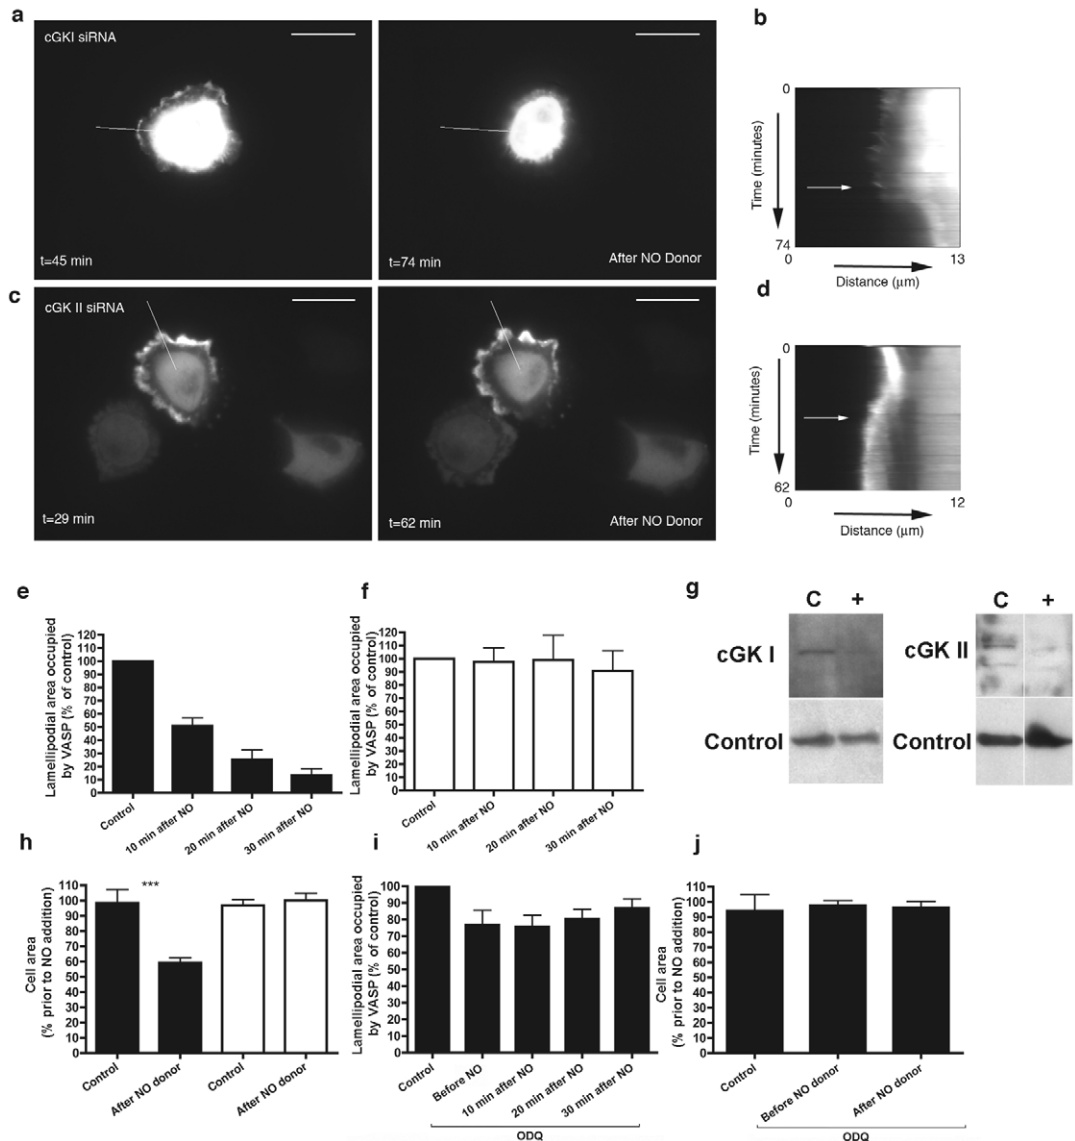 a
cGKI siRNA
t=45 min
t=74 min
After NO Donor
b
0
Time (minutes)
74
0
13
Distance (μm)
c
cGK II siRNA
t=29 min
t=62 min
After NO Donor
d
0
Time (minutes)
62
0
12
Distance (μm)
e
Lamellipodial area occupied
by VASP (% of control)
120
110
100
90
80
70
60
50
40
30
20
10
0
Control
10 min after NO
20 min after NO
30 min after NO
f
Lamellipodial area occupied
by VASP (% of control)
120
110
100
90
80
70
60
50
40
30
20
10
0
Control
10 min after NO
20 min after NO
30 min after NO
g
C +
cGK I
Control
C +
cGK II
Control
h
Cell area
(% prior to NO addition)
110
100
90
80
70
60
50
40
30
20
10
0
***
Control
After NO donor
Control
After NO donor
i
Lamellipodial area occupied
by VASP (% of control)
100
90
80
70
60
50
40
30
20
10
0
Control
Before NO
10 min after NO
20 min after NO
30 min after NO
ODQ
j
Cell area
(% prior to NO addition)
110
100
90
80
70
60
50
40
30
20
10
0
Control
Before NO donor
After NO donor
ODQ